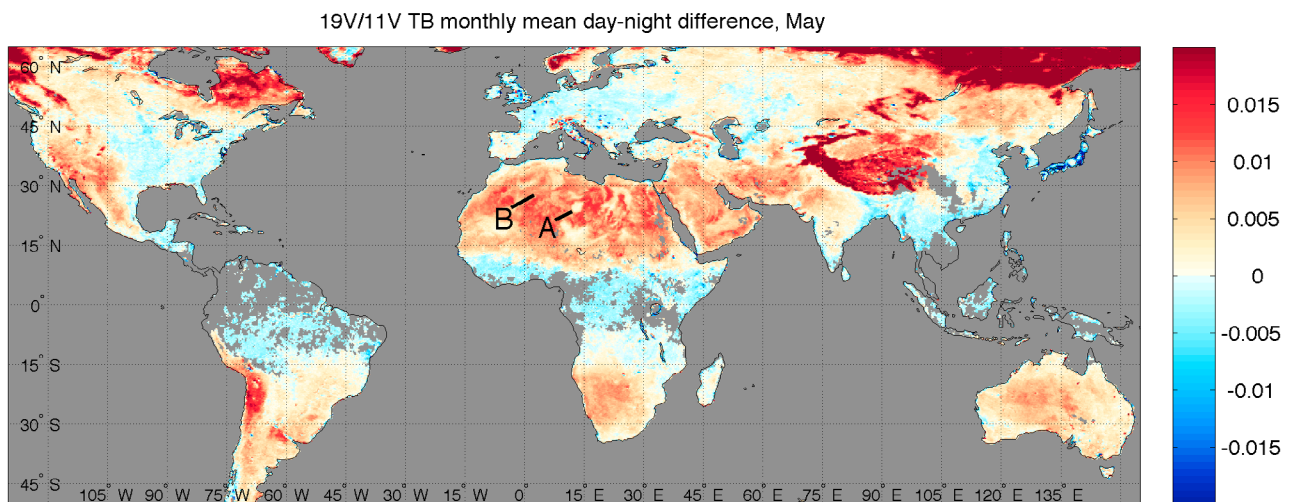 19V/11V TB monthly mean day-night difference, May
60° N
45° N
30° N
15° N
0°
15° S
30° S
45° S
B
A
105° W 90° W 75° W 60° W 45° W 30° W 15° W 0° 15° E 30° E 45° E 60° E 75° E 90° E 105° E 120° E 135° E
0.015
0.01
0.005
0
-0.005
-0.01
-0.015